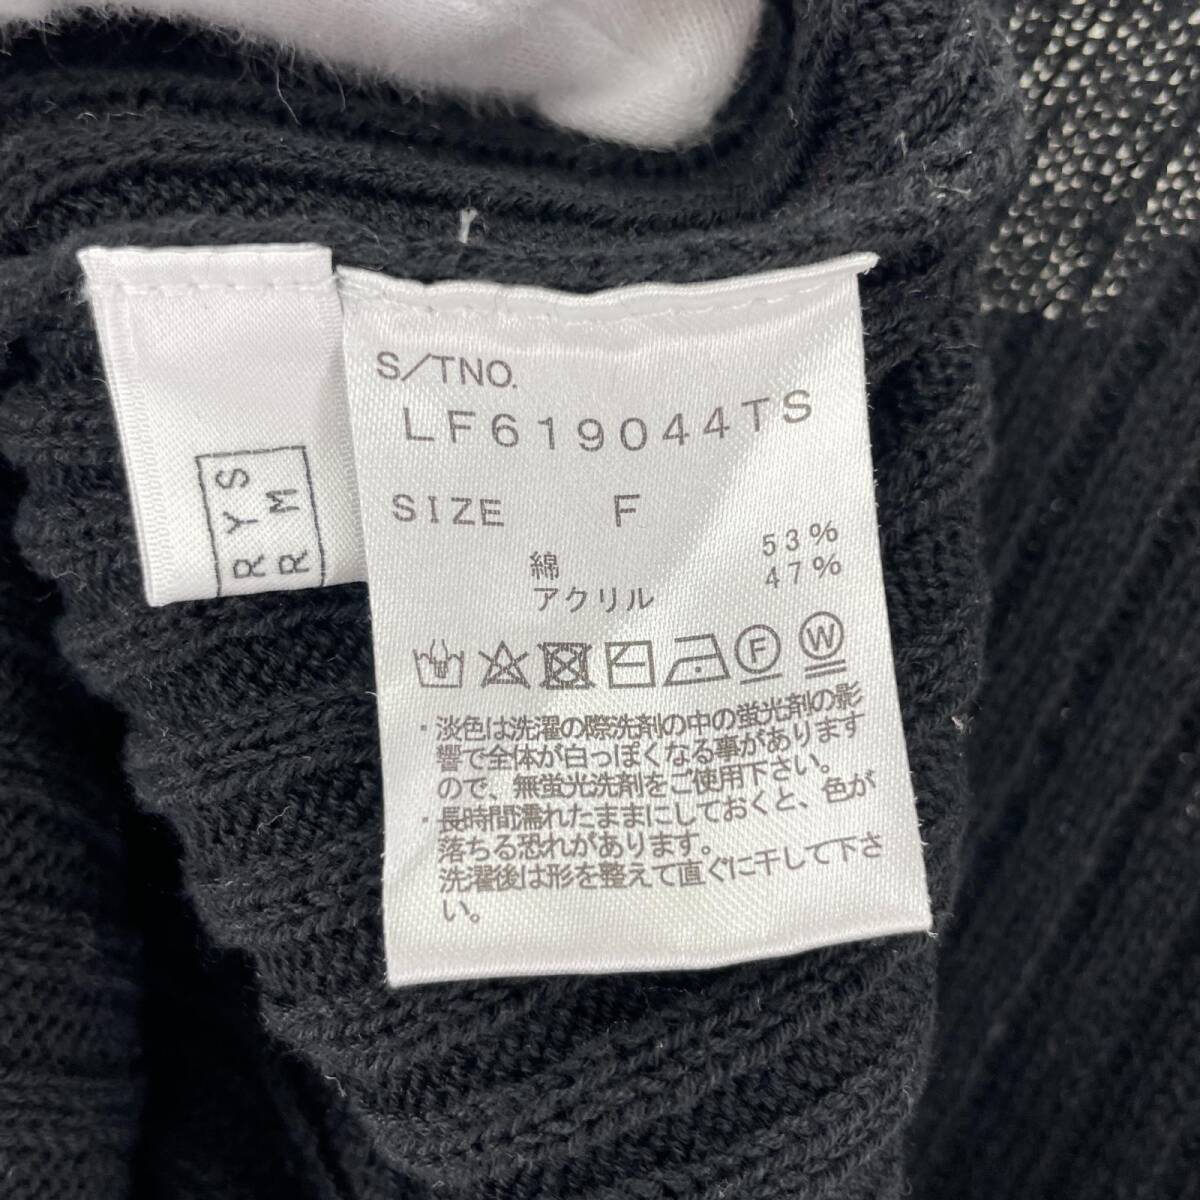 S/TNO.
LF619044TS
SIZE F
綿 53%
アクリル 47%
F W
・淡色は洗濯の際洗剤の中の蛍光剤の影
響で全体が白っぽくなる事があります
ので、無蛍光洗剤をご使用下さい。
・長時間濡れたままにしておくと、色が
落ちる恐れがあります。
洗濯後は形を整えて直ぐに干して下さ
い。
RYS
RM